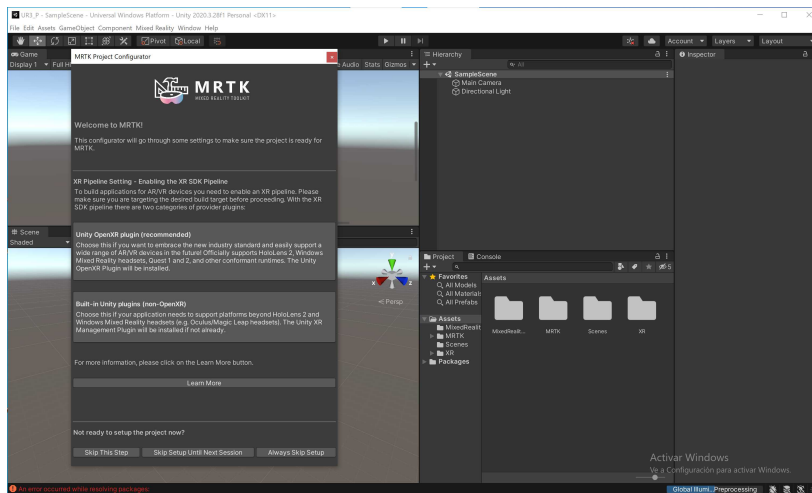 UR3_P - SampleScene - Universal Windows Platform - Unity 2020.3.28f1 Personal <DX11>
File Edit Assets GameObject Component Mixed Reality Window Help
Pivot Local
Account Layers Layout
Game
Display 1 Full H
Audio Stats Gizmos
MRTK Project Configurator
MRTK
MIXED REALITY TOOLKIT
Welcome to MRTK!
This configurator will go through some settings to make sure the project is ready for
MRTK.
XR Pipeline Setting - Enabling the XR SDK Pipeline
To build applications for AR/VR devices you need to enable an XR pipeline. Please
make sure you are targeting the desired build target before proceeding. With the XR
SDK pipeline there are two categories of provider plugins:
Unity OpenXR plugin (recommended)
Choose this if you want to embrace the new industry standard and easily support a
wide range of AR/VR devices in the future! Officially supports HoloLens 2, Windows
Mixed Reality headsets, Quest 1 and 2, and other conformant runtimes. The Unity
OpenXR Plugin will be installed.
Built-in Unity plugins (non-OpenXR)
Choose this if your application needs to support platforms beyond HoloLens 2 and
Windows Mixed Reality headsets (e.g. Oculus/Magic Leap headsets). The Unity XR
Management Plugin will be installed if not already.
For more information, please click on the Learn More button.
Learn More
Not ready to setup the project now?
Skip This Step
Skip Setup Until Next Session
Always Skip Setup
Scene
Shaded
x z
Persp
Hierarchy
All
SampleScene
Main Camera
Directional Light
Inspector
Project Console
5
Favorites
All Models
All Materials
All Prefabs
Assets
MixedRealit
MRTK
Scenes
XR
Packages
Assets
MixedRealit...
MRTK
Scenes
XR
Activar Windows
Ve a Configuración para activar Windows.
An error occurred while resolving packages:
Global Illumi...Preprocessing